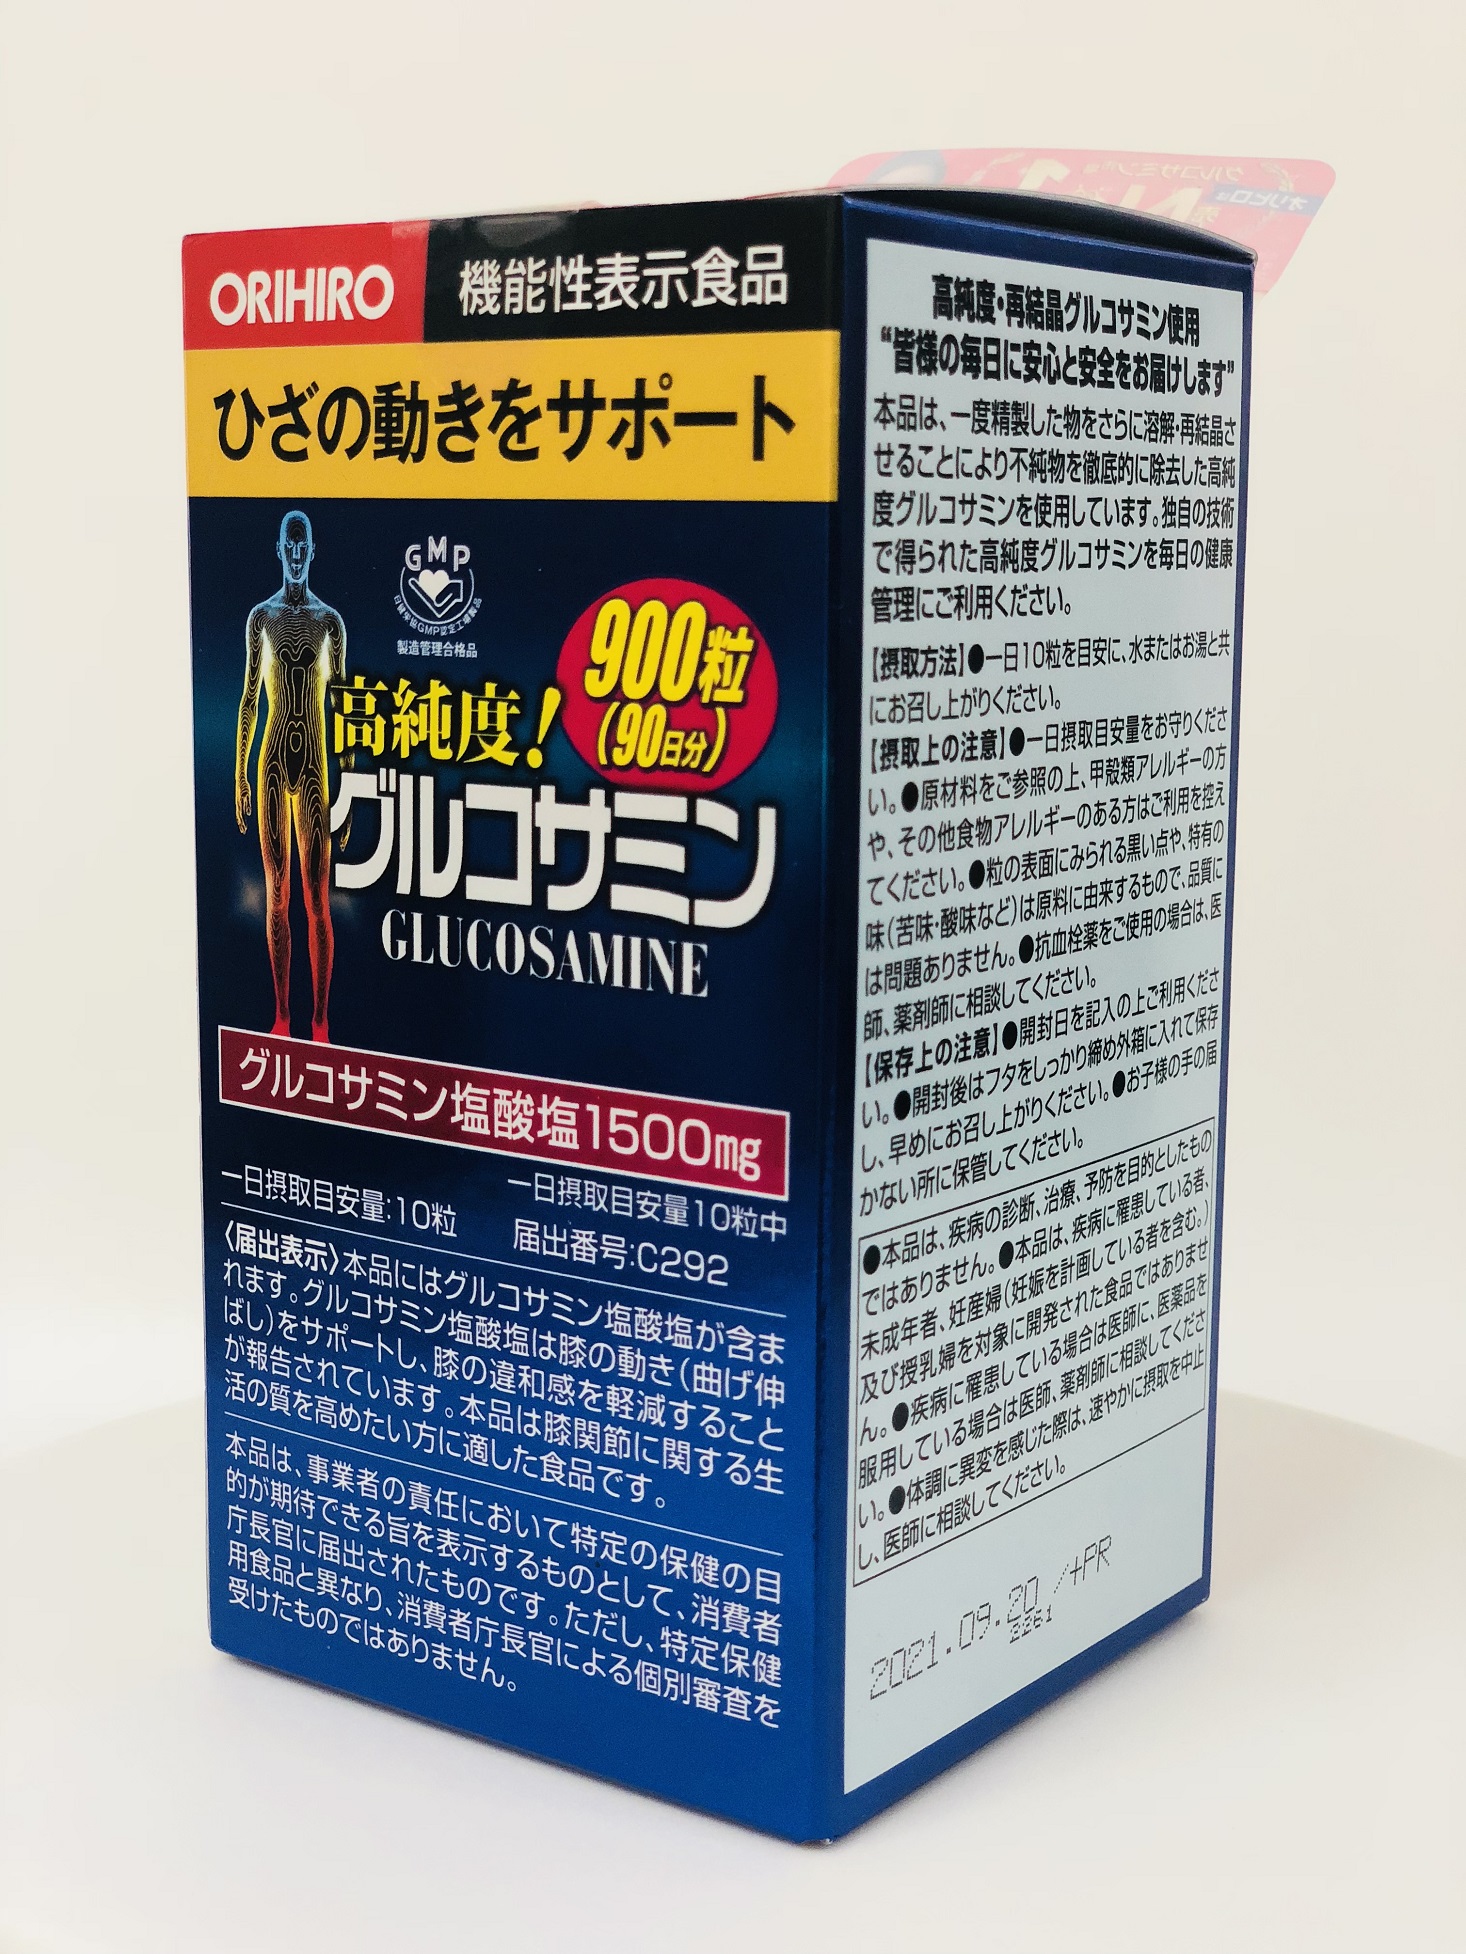 ORIHIRO
機能性表示食品
ひざの動きをサポート
GMP
日健栄協GMP認定工場製品
製造管理合格品
900粒
(90日分)
高純度!
グルコサミン
GLUCOSAMINE
グルコサミン塩酸塩1500mg
一日摂取目安量:10粒
一日摂取目安量10粒中
届出番号:C292
〈届出表示〉本品にはグルコサミン塩酸塩が含ま
れます。グルコサミン塩酸塩は膝の動き(曲げ伸
ばし)をサポートし、膝の違和感を軽減すること
が報告されています。本品は膝関節に関する生
活の質を高めたい方に適した食品です。
本品は、事業者の責任において特定の保健の目
的が期待できる旨を表示するものとして、消費者
庁長官に届出されたものです。ただし、特定保健
用食品と異なり、消費者庁長官による個別審査を
受けたものではありません。
高純度・再結晶グルコサミン使用
“皆様の毎日に安心と安全をお届けします”
本品は、一度精製した物をさらに溶解・再結晶さ
せることにより不純物を徹底的に除去した高純
度グルコサミンを使用しています。独自の技術
で得られた高純度グルコサミンを毎日の健康
管理にご利用ください。
【摂取方法】●一日10粒を目安に、水またはお湯と共
にお召し上がりください。
【摂取上の注意】●一日摂取目安量をお守りくださ
い。●原材料をご参照の上、甲殻類アレルギーの方
や、その他食物アレルギーのある方はご利用を控え
てください。●粒の表面にみられる黒い点や、特有の
味(苦味・酸味など)は原料に由来するもので、品質に
は問題ありません。●抗血栓薬をご使用の場合は、医
師、薬剤師に相談してください。
【保存上の注意】●開封日を記入の上ご利用くださ
い。●開封後はフタをしっかり締め外箱に入れて保存
し、早めにお召し上がりください。●お子様の手の届
かない所に保管してください。
●本品は、疾病の診断、治療、予防を目的としたもの
ではありません。●本品は、疾病に罹患している者、
未成年者、妊産婦(妊娠を計画している者を含む。)
及び授乳婦を対象に開発された食品ではありませ
ん。●疾病に罹患している場合は医師に、医薬品を
服用している場合は医師、薬剤師に相談してくださ
い。●体調に異変を感じた際は、速やかに摂取を中止
し、医師に相談してください。
2021.09.20 /+PR